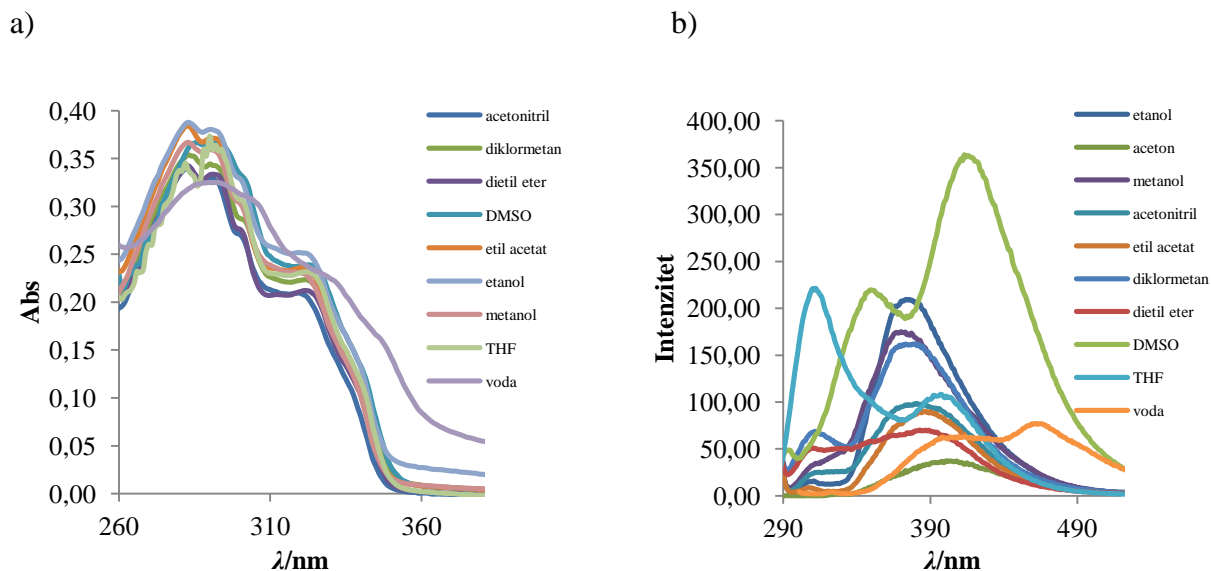 a)
Abs
0,40
0,35
0,30
0,25
0,20
0,15
0,10
0,05
0,00
260
310
360
λ/nm
acetonitril
diklormetan
dietil eter
DMSO
etil acetat
etanol
metanol
THF
voda
b)
Intenzitet
400,00
350,00
300,00
250,00
200,00
150,00
100,00
50,00
0,00
290
390
490
λ/nm
etanol
aceton
metanol
acetonitril
etil acetat
diklormetan
dietil eter
DMSO
THF
voda